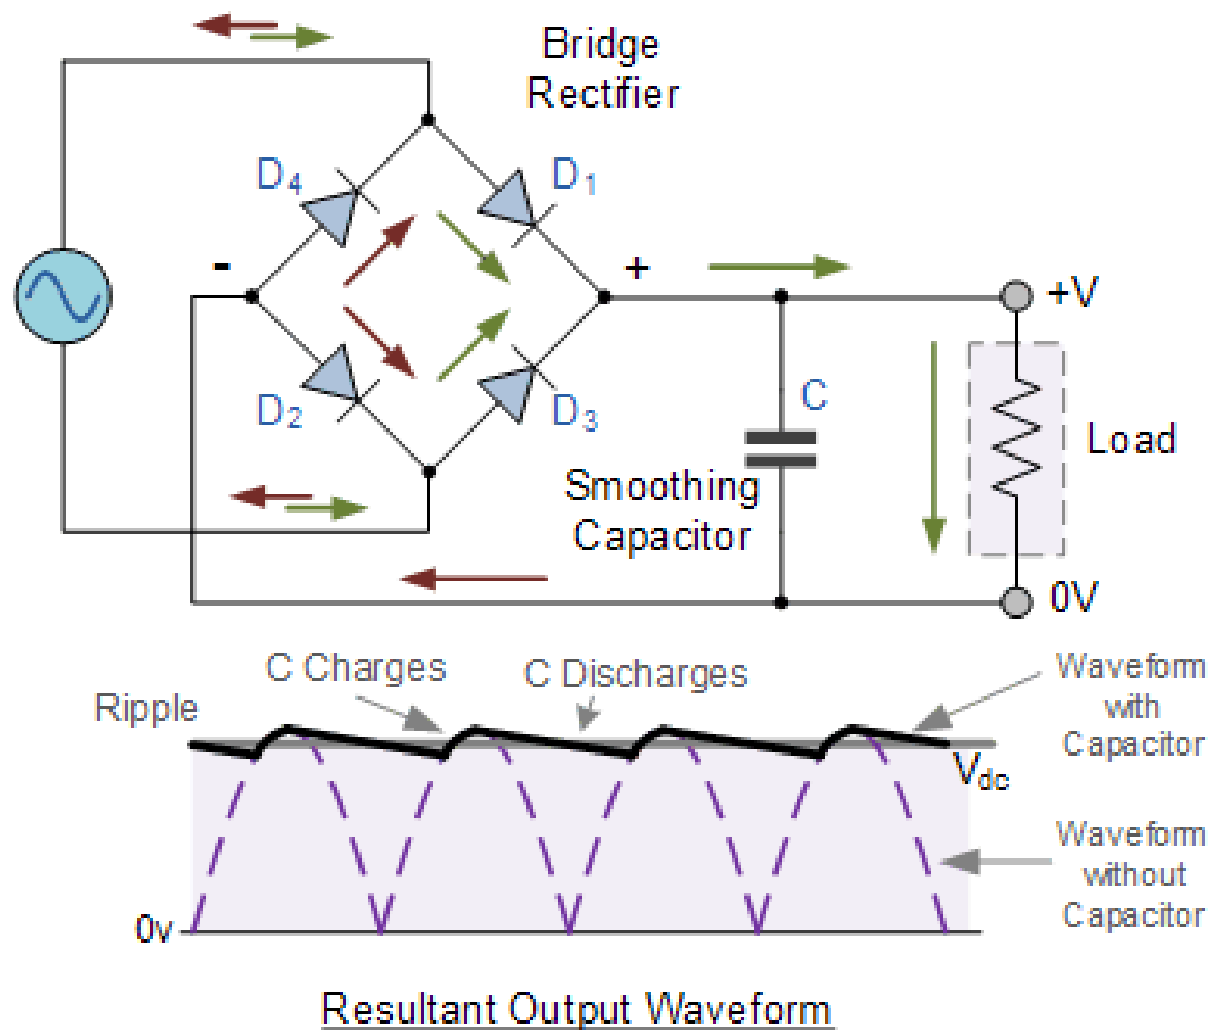 Bridge
Rectifier
D4
D1
-
+
+V
D2
D3
C
Load
Smoothing
Capacitor
0V
C Charges
C Discharges
Waveform
with
Capacitor
Ripple
Vdc
Waveform
without
Capacitor
0v
Resultant Output Waveform